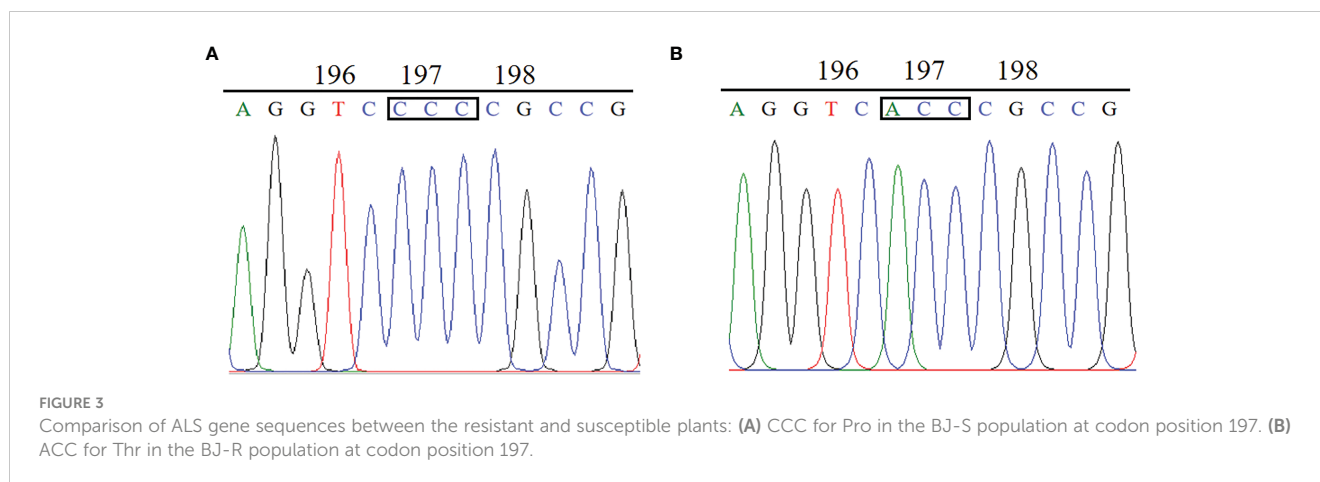 A
196 197 198
A G G T C C C C C G C C G
B
196 197 198
A G G T C A C C C G C C G
FIGURE 3
Comparison of ALS gene sequences between the resistant and susceptible plants: (A) CCC for Pro in the BJ-S population at codon position 197. (B)
ACC for Thr in the BJ-R population at codon position 197.